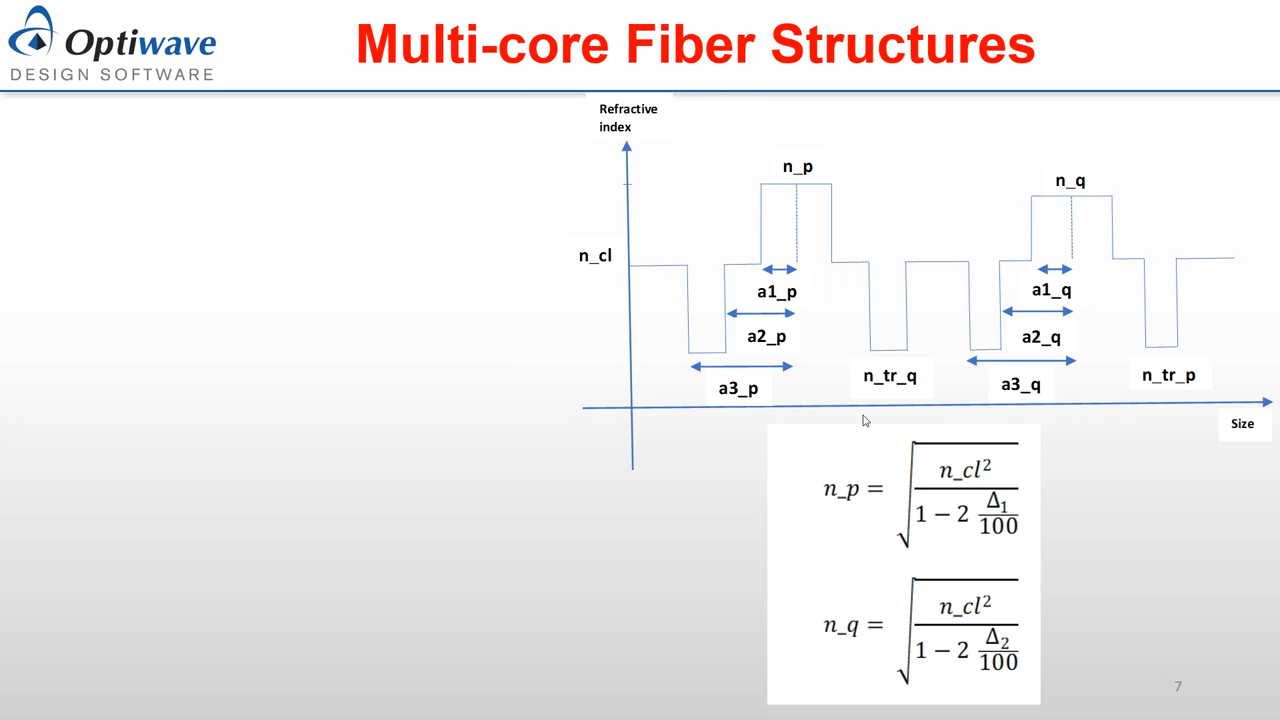 Optiwave
DESIGN SOFTWARE
Multi-core Fiber Structures
Refractive
index
n_p
n_q
n_cl
a1_p
a1_q
a2_p
a2_q
a3_p
n_tr_q
a3_q
n_tr_p
Size
n_p = √(n_cl² / (1 − 2 Δ₁/100))
n_q = √(n_cl² / (1 − 2 Δ₂/100))
7